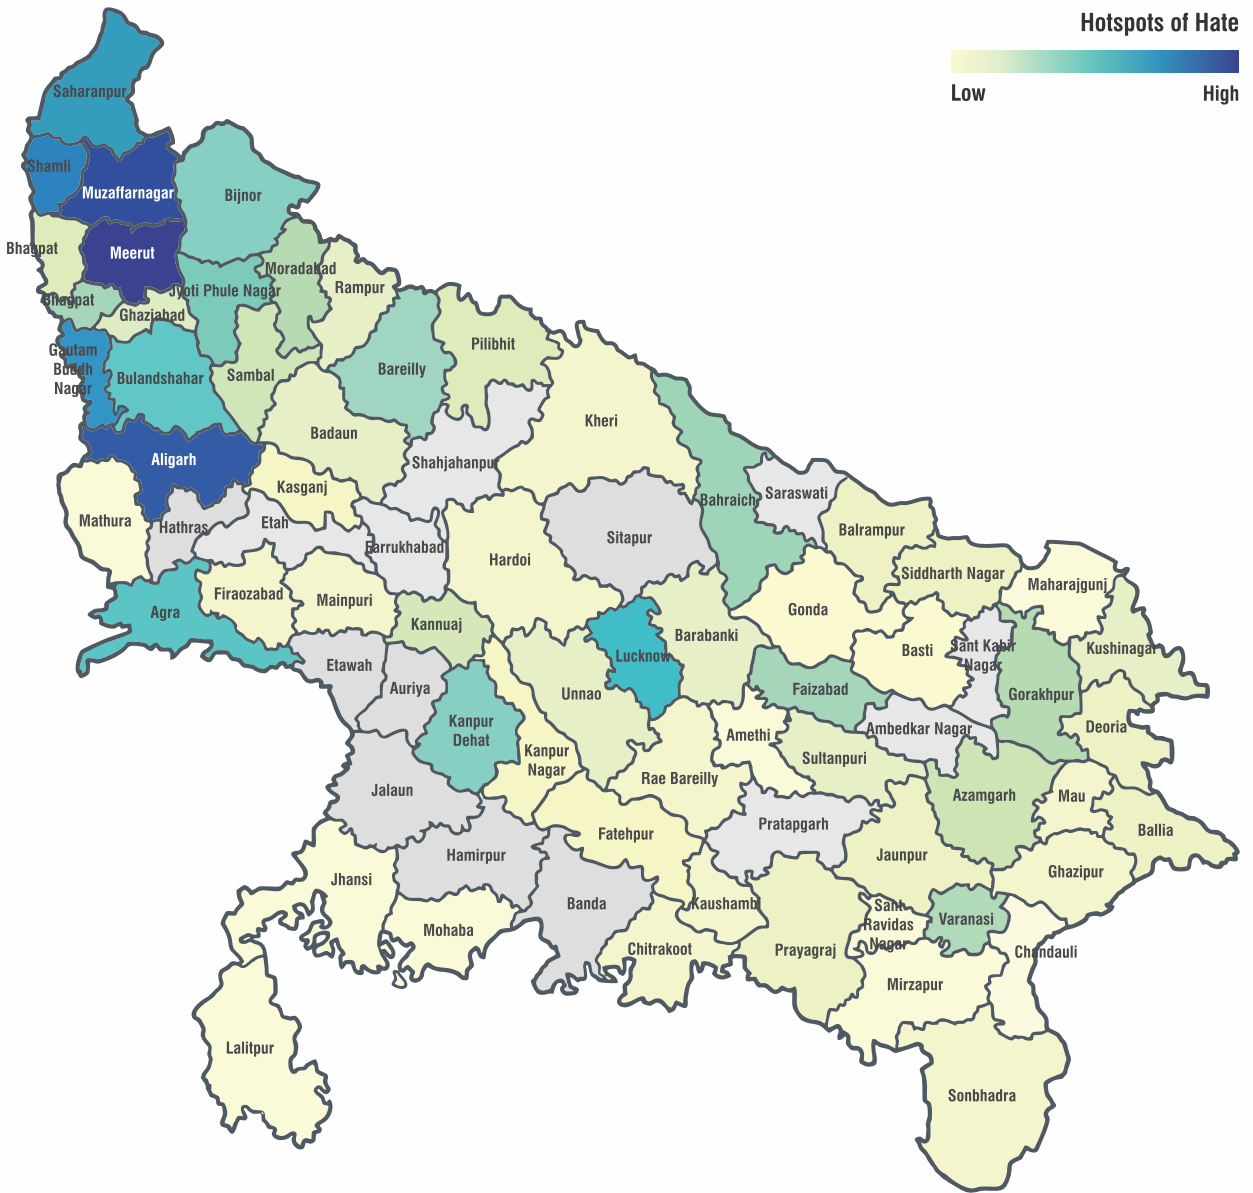 Hotspots of Hate
Low
High
Saharanpur
Shamli
Muzaffarnagar
Bijnor
Bhagpat
Meerut
Moradabad
Rampur
Jyoti Phule Nagar
Bhagpat
Ghaziabad
Pilibhit
Gautam
Buddh
Nagar
Bulandshahar
Sambal
Bareilly
Kheri
Badaun
Aligarh
Shahjahanpur
Kasganj
Bahraich
Saraswati
Mathura
Hathras
Etah
Farrukhabad
Hardoi
Sitapur
Balrampur
Siddharth Nagar
Maharajgunj
Agra
Firaozabad
Mainpuri
Kannuaj
Gonda
Barabanki
Lucknow
Basti
Sant Kabir
Nagar
Kushinagar
Etawah
Auriya
Unnao
Faizabad
Gorakhpur
Kanpur
Dehat
Ambedkar Nagar
Deoria
Amethi
Kanpur
Nagar
Sultanpuri
Rae Bareilly
Jalaun
Azamgarh
Mau
Pratapgarh
Fatehpur
Ballia
Hamirpur
Jaunpur
Ghazipur
Jhansi
Banda
Kaushambi
Sant
Ravidas
Nagar
Varanasi
Mohaba
Chitrakoot
Prayagraj
Chandauli
Mirzapur
Lalitpur
Sonbhadra